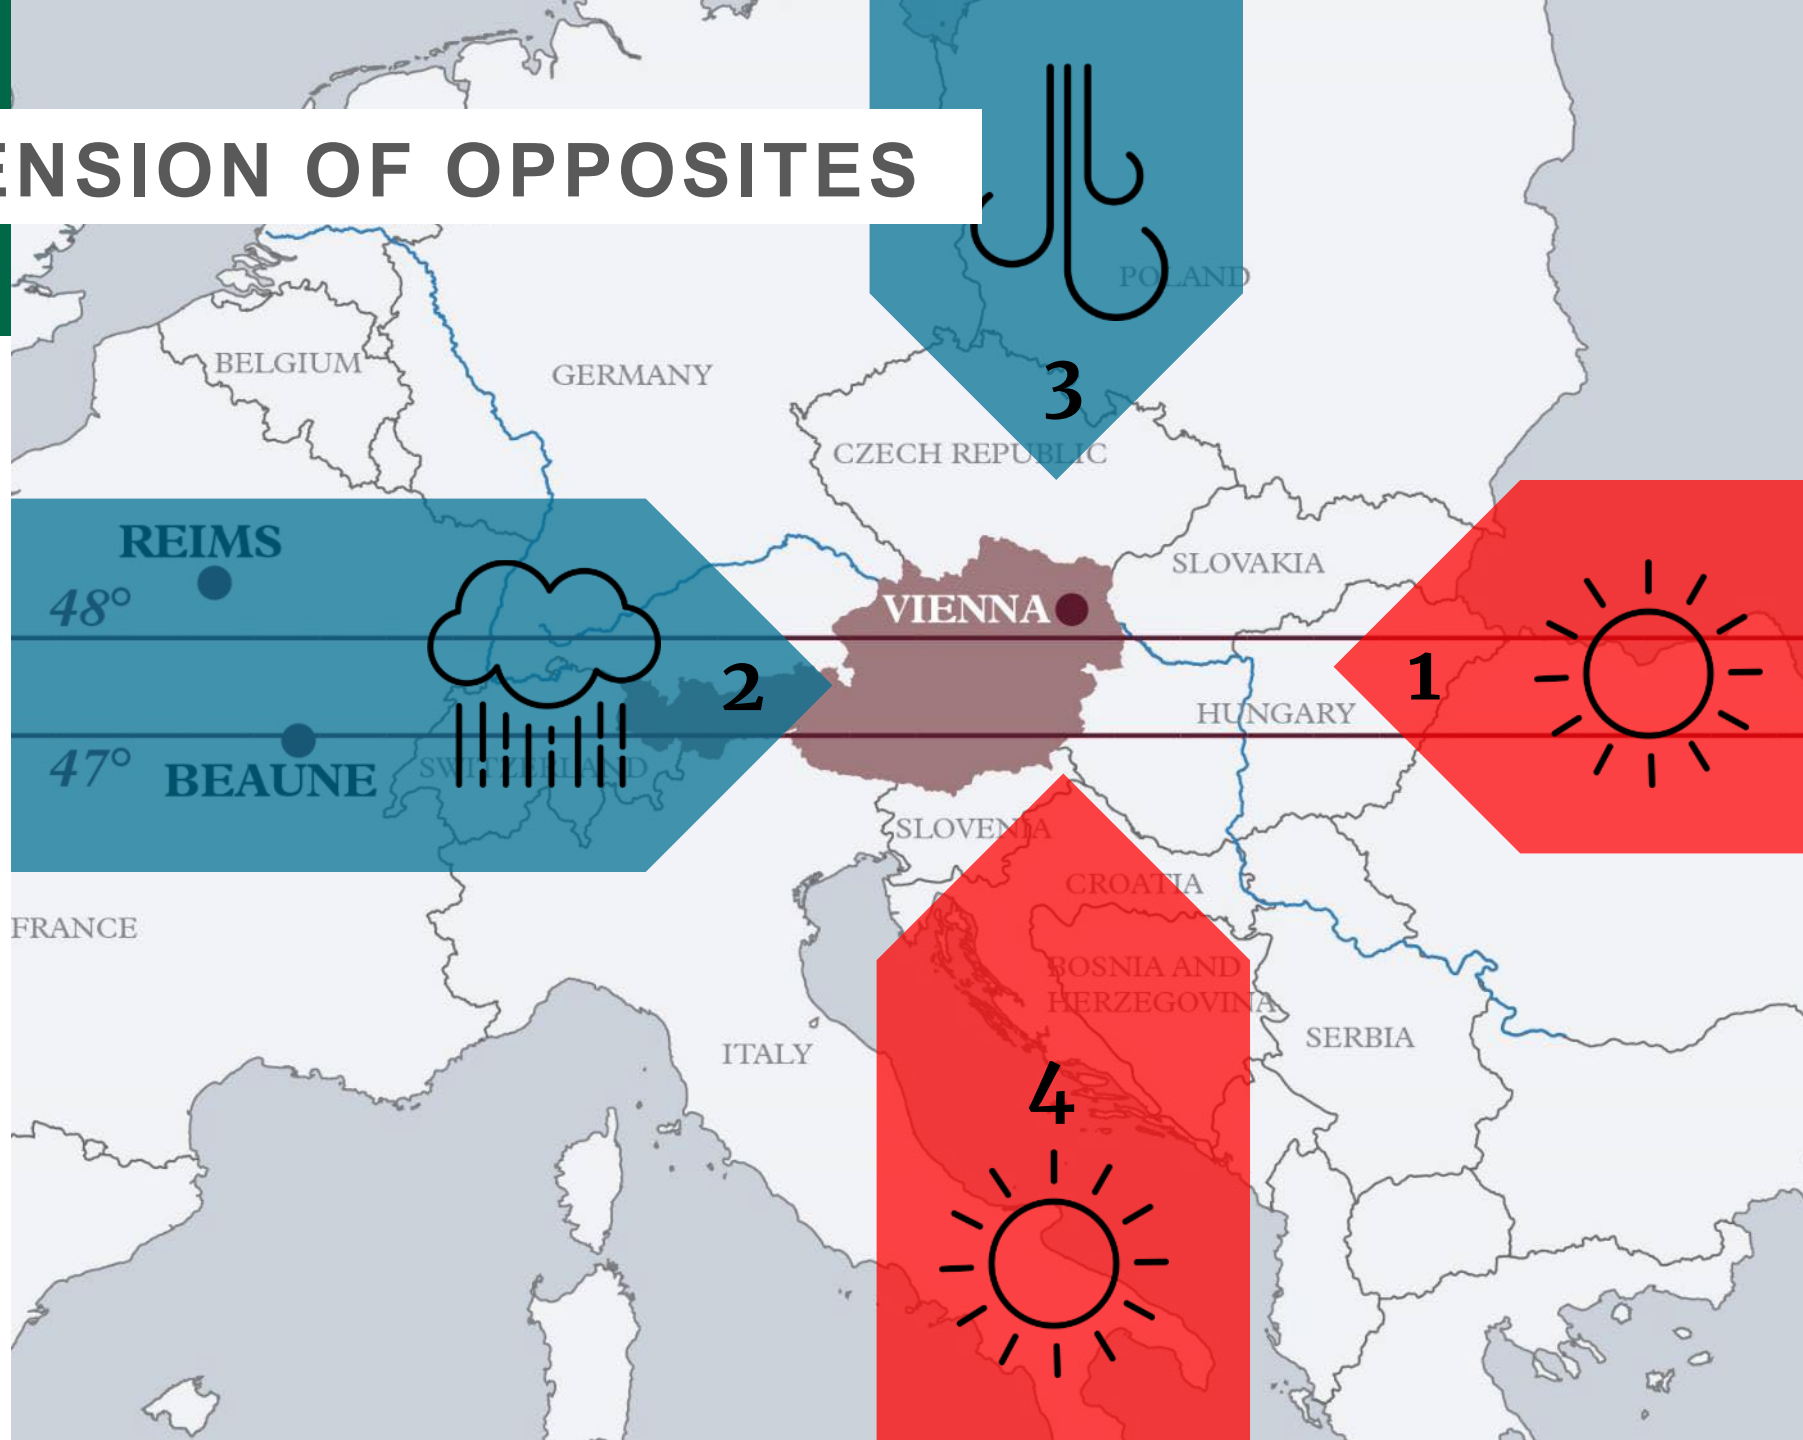 ENSION OF OPPOSITES
POLAND
BELGIUM
GERMANY
3
CZECH REPUBLIC
REIMS
SLOVAKIA
48°
VIENNA
2
1
HUNGARY
47°
BEAUNE
SWITZERLAND
SLOVENIA
CROATIA
FRANCE
BOSNIA AND
HERZEGOVINA
SERBIA
ITALY
4